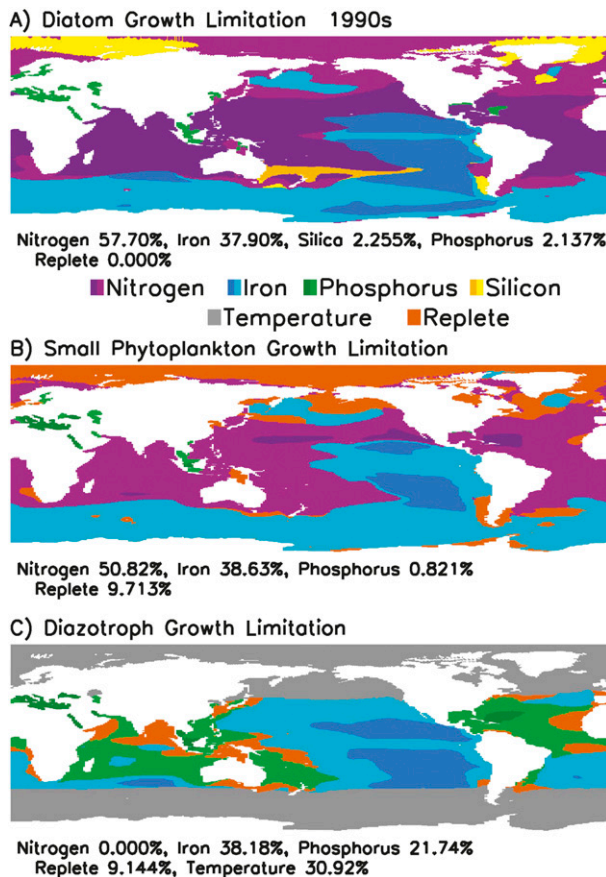 A) Diatom Growth Limitation 1990s
Nitrogen 57.70%, Iron 37.90%, Silica 2.255%, Phosphorus 2.137%
Replete 0.000%
Nitrogen Iron Phosphorus Silicon
Temperature Replete
B) Small Phytoplankton Growth Limitation
Nitrogen 50.82%, Iron 38.63%, Phosphorus 0.821%
Replete 9.713%
C) Diazotroph Growth Limitation
Nitrogen 0.000%, Iron 38.18%, Phosphorus 21.74%
Replete 9.144%, Temperature 30.92%